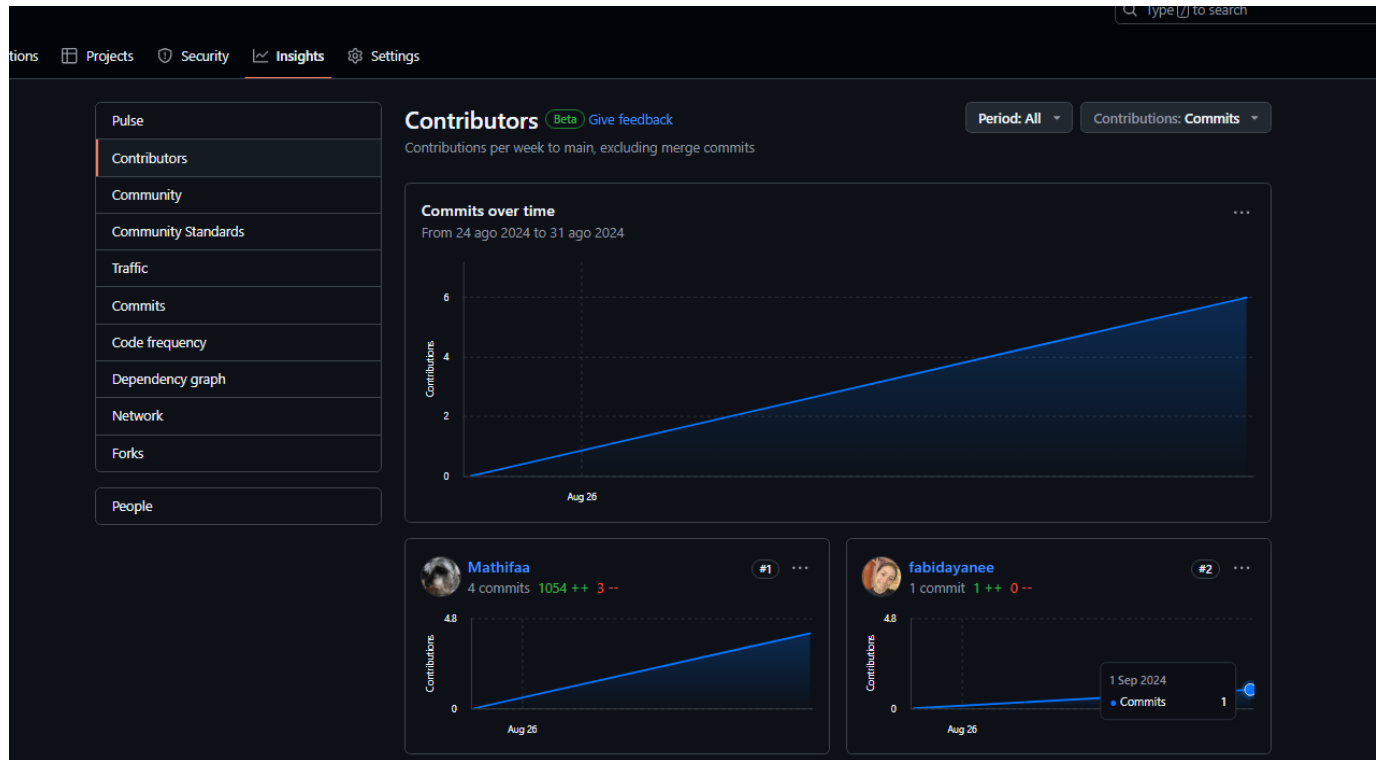 Type / to search
tions Projects Security Insights Settings
Pulse
Contributors
Community
Community Standards
Traffic
Commits
Code frequency
Dependency graph
Network
Forks
People
Contributors Beta Give feedback
Period: All
Contributions: Commits
Contributions per week to main, excluding merge commits
Commits over time
From 24 ago 2024 to 31 ago 2024
Contributions
6
4
2
0
Aug 26
Mathifaa
#1
4 commits 1054 ++ 3 --
4.8
Contributions
0
Aug 26
fabidayanee
#2
1 commit 1 ++ 0 --
4.8
Contributions
0
Aug 26
1 Sep 2024
Commits 1